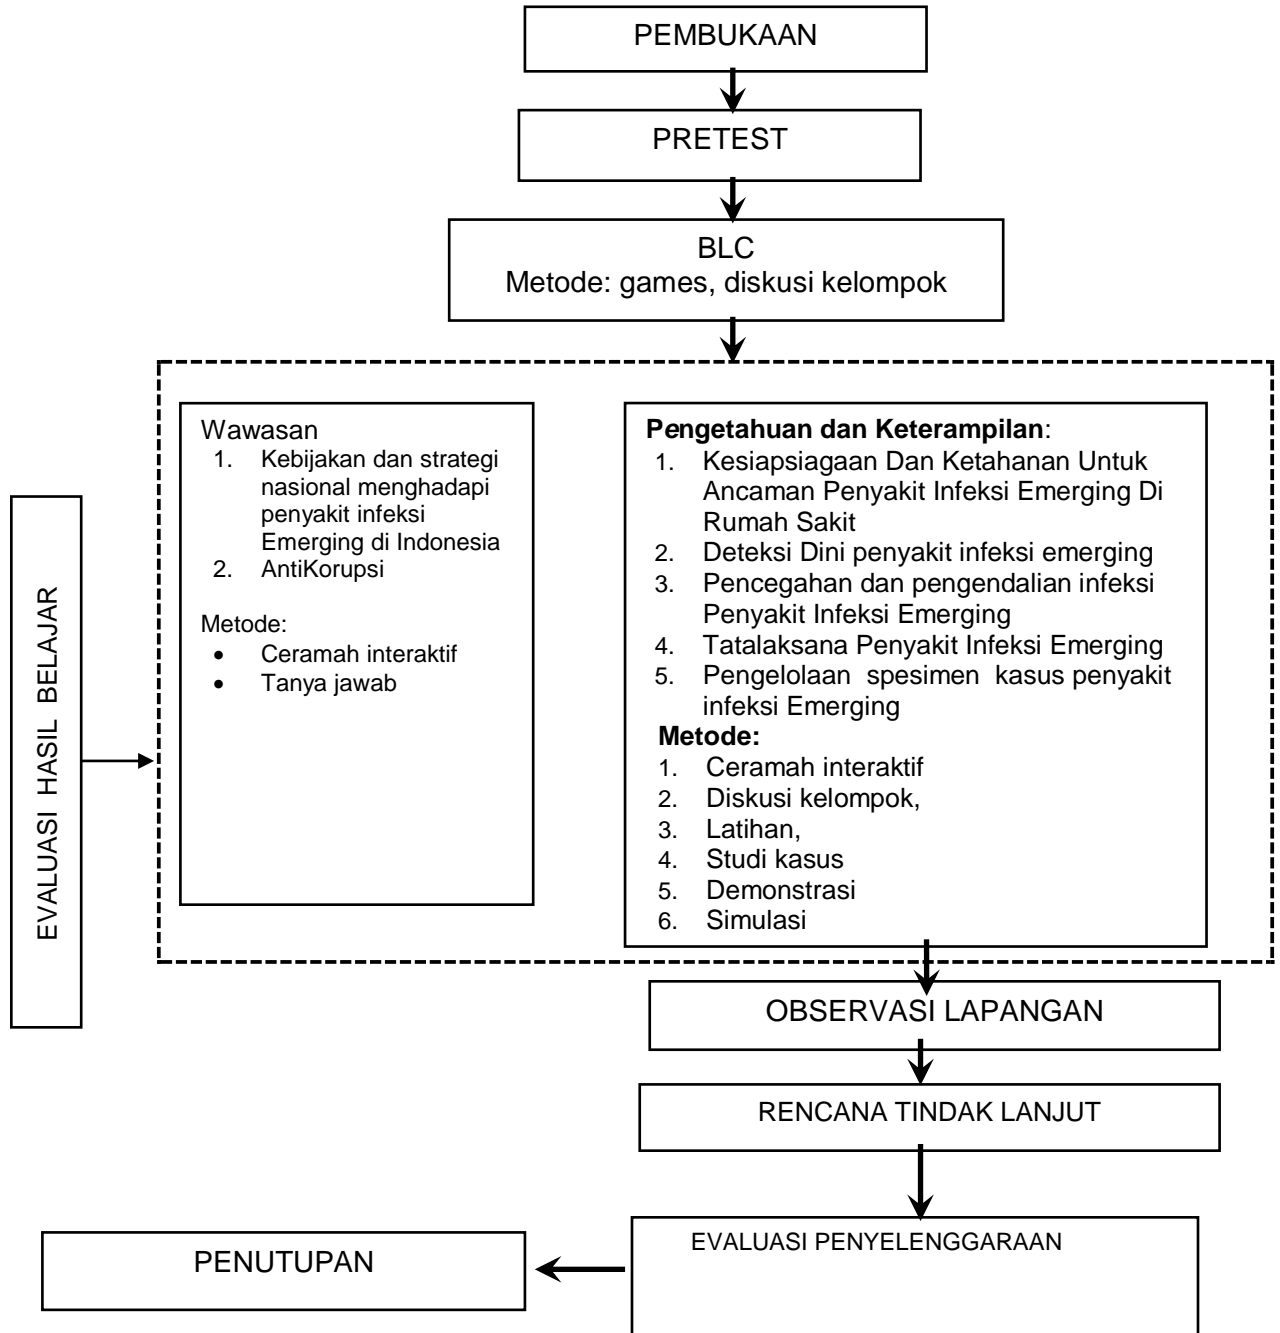 PEMBUKAAN
PRETEST
BLC
Metode: games, diskusi kelompok
EVALUASI HASIL BELAJAR
Wawasan
1. Kebijakan dan strategi
nasional menghadapi
penyakit infeksi
Emerging di Indonesia
2. AntiKorupsi
Metode:
• Ceramah interaktif
• Tanya jawab
Pengetahuan dan Keterampilan:
1. Kesiapsiagaan Dan Ketahanan Untuk
Ancaman Penyakit Infeksi Emerging Di
Rumah Sakit
2. Deteksi Dini penyakit infeksi emerging
3. Pencegahan dan pengendalian infeksi
Penyakit Infeksi Emerging
4. Tatalaksana Penyakit Infeksi Emerging
5. Pengelolaan spesimen kasus penyakit
infeksi Emerging
Metode:
1. Ceramah interaktif
2. Diskusi kelompok,
3. Latihan,
4. Studi kasus
5. Demonstrasi
6. Simulasi
OBSERVASI LAPANGAN
RENCANA TINDAK LANJUT
EVALUASI PENYELENGGARAAN
PENUTUPAN